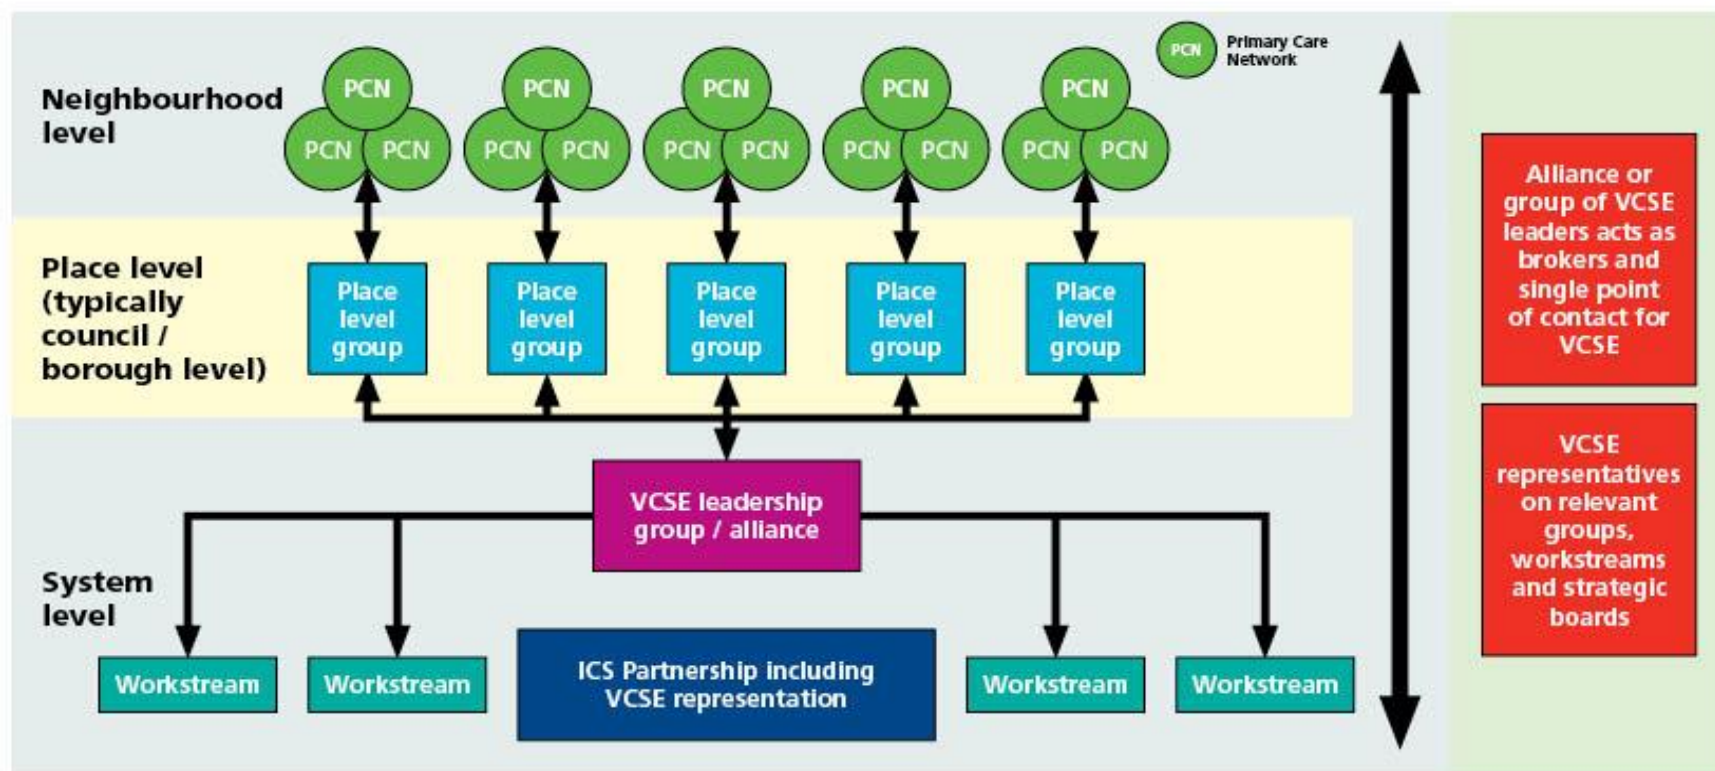 PCN
Primary Care
Network
Neighbourhood
level
PCN
PCN PCN
PCN
PCN PCN
PCN
PCN PCN
PCN
PCN PCN
PCN
PCN PCN
Place level
(typically
council /
borough level)
Place
level
group
Place
level
group
Place
level
group
Place
level
group
Place
level
group
VCSE leadership
group / alliance
System
level
Workstream
Workstream
ICS Partnership including
VCSE representation
Workstream
Workstream
Alliance or
group of VCSE
leaders acts as
brokers and
single point
of contact for
VCSE
VCSE
representatives
on relevant
groups,
workstreams
and strategic
boards